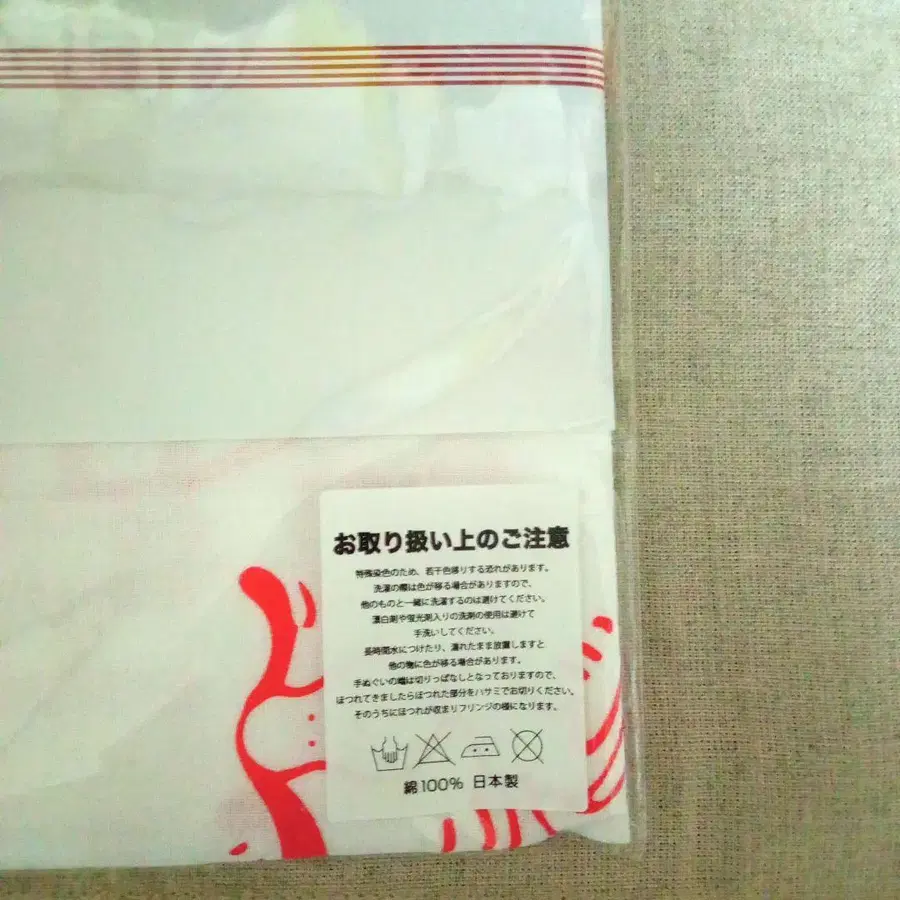 お取り扱い上のご注意
特殊染色のため、若干色移りする恐れがあります。
洗濯の際は色が移る場合がありますので、
他のものと一緒に洗濯するのは避けてください。
漂白剤や蛍光剤入りの洗剤の使用は避けて
手洗いしてください。
長時間水につけたり、濡れたまま放置しますと
他の物に色が移る場合があります。
手ぬぐいの端は切りっぱなしとなっておりますので、
ほつれてきましたらほつれた部分をハサミでお切りください。
そのうちにほつれが収まりフリンジの様になります。
綿100% 日本製